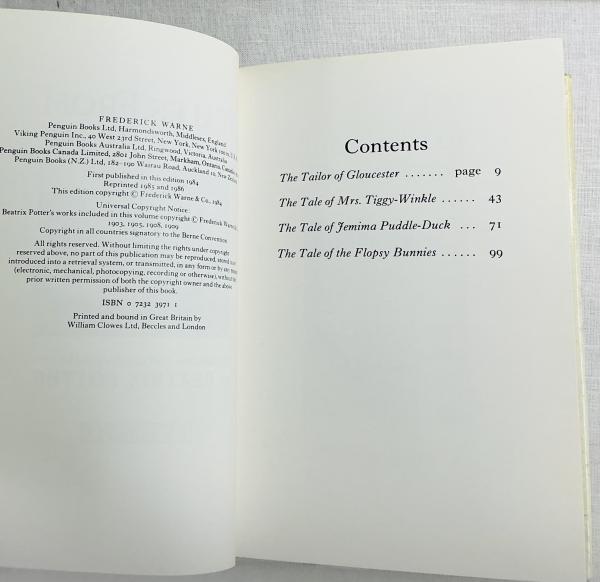 FREDERICK WARNE
Penguin Books Ltd, Harmondsworth, Middlesex, England
Viking Penguin Inc., 40 West 23rd Street, New York, New York 10010, U.S.A.
Penguin Books Australia Ltd, Ringwood, Victoria, Australia
Penguin Books Canada Limited, 2801 John Street, Markham, Ontario, Canada
Penguin Books (N.Z.) Ltd, 182–190 Wairau Road, Auckland 10, New Zealand
First published in this edition 1984
Reprinted 1985 and 1986
This edition copyright © Frederick Warne & Co., 1984
Universal Copyright Notice:
Beatrix Potter's works included in this volume copyright © Frederick Warne
1903, 1905, 1908, 1909
Copyright in all countries signatory to the Berne Convention
All rights reserved. Without limiting the rights under copyright
reserved above, no part of this publication may be reproduced, stored in or
introduced into a retrieval system, or transmitted, in any form or by any means
(electronic, mechanical, photocopying, recording or otherwise), without the
prior written permission of both the copyright owner and the above
publisher of this book.
ISBN 0 7232 3971 1
Printed and bound in Great Britain by
William Clowes Ltd, Beccles and London
Contents
The Tailor of Gloucester ....... page 9
The Tale of Mrs. Tiggy-Winkle ...... 43
The Tale of Jemima Puddle-Duck ... 71
The Tale of the Flopsy Bunnies ...... 99